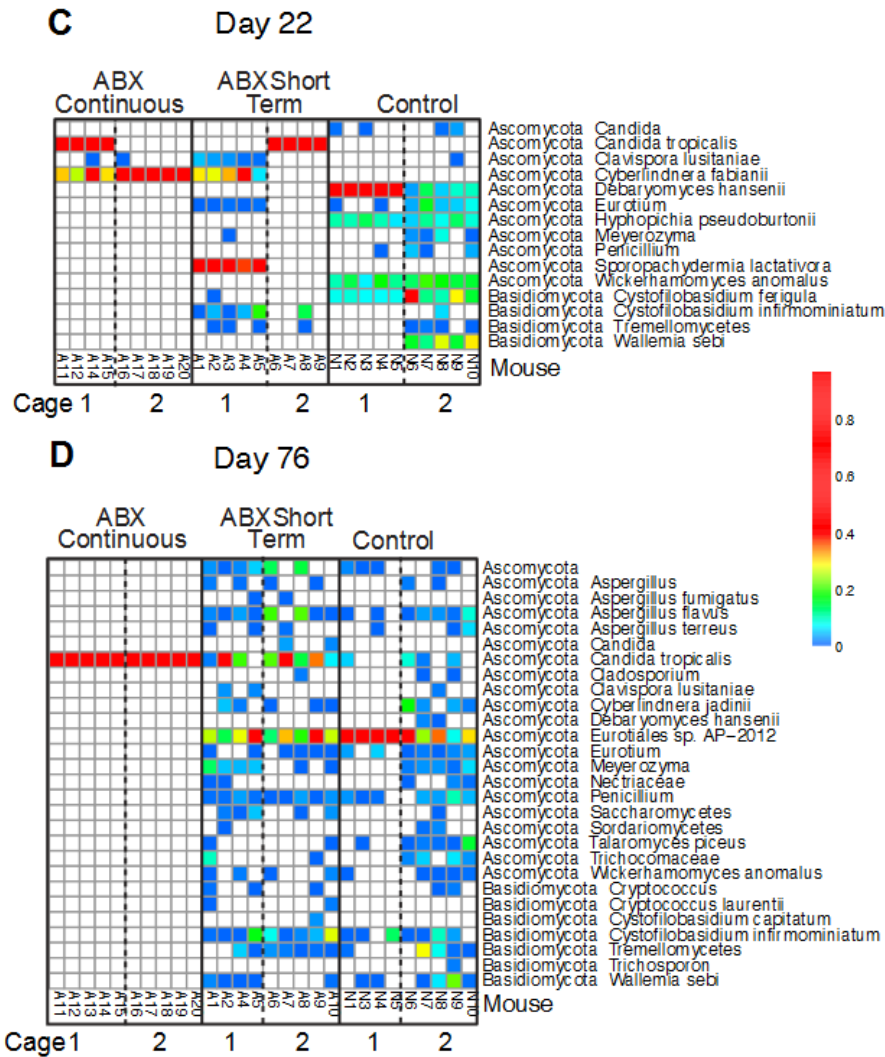 C Day 22
ABX Continuous
ABX Short Term
Control
Ascomycota Candida
Ascomycota Candida tropicalis
Ascomycota Clavispora lusitaniae
Ascomycota Cyberlindnera fabianii
Ascomycota Debaryomyces hansenii
Ascomycota Eurotium
Ascomycota Hyphopichia pseudoburtonii
Ascomycota Meyerozyma
Ascomycota Penicillium
Ascomycota Sporopachydermia lactativora
Ascomycota Wickerhamomyces anomalus
Basidiomycota Cystofilobasidium ferigula
Basidiomycota Cystofilobasidium infirmominiatum
Basidiomycota Tremellomycetes
Basidiomycota Wallemia sebi
A11 A12 A14 A15 A16 A17 A18 A19 A20 A1 A2 A3 A4 A5 A6 A7 A8 A9 N1 N2 N3 N4 N5 N6 N7 N8 N9 N10 Mouse
Cage 1 2 1 2 1 2
0.8
0.6
0.4
0.2
0
D Day 76
ABX Continuous
ABX Short Term
Control
Ascomycota
Ascomycota Aspergillus
Ascomycota Aspergillus fumigatus
Ascomycota Aspergillus flavus
Ascomycota Aspergillus terreus
Ascomycota Candida
Ascomycota Candida tropicalis
Ascomycota Cladosporium
Ascomycota Clavispora lusitaniae
Ascomycota Cyberlindnera jadinii
Ascomycota Debaryomyces hansenii
Ascomycota Eurotiales sp. AP−2012
Ascomycota Eurotium
Ascomycota Meyerozyma
Ascomycota Nectriaceae
Ascomycota Penicillium
Ascomycota Saccharomycetes
Ascomycota Sordariomycetes
Ascomycota Talaromyces piceus
Ascomycota Trichocomaceae
Ascomycota Wickerhamomyces anomalus
Basidiomycota Cryptococcus
Basidiomycota Cryptococcus laurentii
Basidiomycota Cystofilobasidium capitatum
Basidiomycota Cystofilobasidium infirmominiatum
Basidiomycota Tremellomycetes
Basidiomycota Trichosporon
Basidiomycota Wallemia sebi
A11 A12 A13 A14 A15 A16 A17 A18 A19 A20 A1 A2 A4 A5 A6 A7 A8 A9 A10 N1 N3 N4 N5 N6 N7 N8 N9 N10 Mouse
Cage 1 2 1 2 1 2